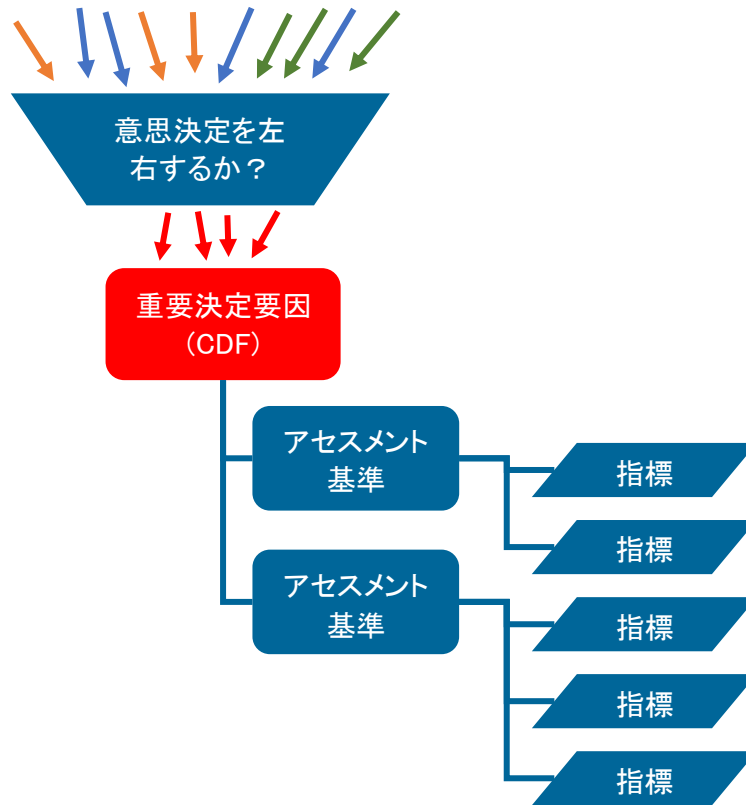 意思決定を左
右するか？
重要決定要因
（CDF）
アセスメント
基準
指標
指標
アセスメント
基準
指標
指標
指標